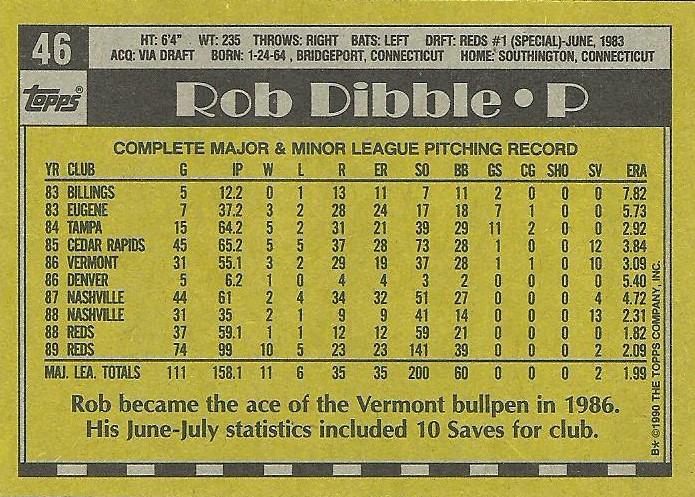 46
HT: 6'4" WT: 235 THROWS: RIGHT BATS: LEFT DRFT: REDS #1 (SPECIAL)-JUNE, 1983
ACQ: VIA DRAFT BORN: 1-24-64 , BRIDGEPORT, CONNECTICUT HOME: SOUTHINGTON, CONNECTICUT
Topps®
Rob Dibble • P
COMPLETE MAJOR & MINOR LEAGUE PITCHING RECORD
YR CLUB G IP W L R ER SO BB GS CG SHO SV ERA
83 BILLINGS 5 12.2 0 1 13 11 7 11 2 0 0 0 7.82
83 EUGENE 7 37.2 3 2 28 24 17 18 7 1 0 0 5.73
84 TAMPA 15 64.2 5 2 31 21 39 29 11 2 0 0 2.92
85 CEDAR RAPIDS 45 65.2 5 5 37 28 73 28 1 0 0 12 3.84
86 VERMONT 31 55.1 3 2 29 19 37 28 1 1 0 10 3.09
86 DENVER 5 6.2 1 0 4 4 3 2 0 0 0 0 5.40
87 NASHVILLE 44 61 2 4 34 32 51 27 0 0 0 4 4.72
88 NASHVILLE 31 35 2 1 9 9 41 14 0 0 0 13 2.31
88 REDS 37 59.1 1 1 12 12 59 21 0 0 0 0 1.82
89 REDS 74 99 10 5 23 23 141 39 0 0 0 2 2.09
MAJ. LEA. TOTALS 111 158.1 11 6 35 35 200 60 0 0 0 2 1.99
Rob became the ace of the Vermont bullpen in 1986.
His June-July statistics included 10 Saves for club.
B* ©1990 THE TOPPS COMPANY, INC.